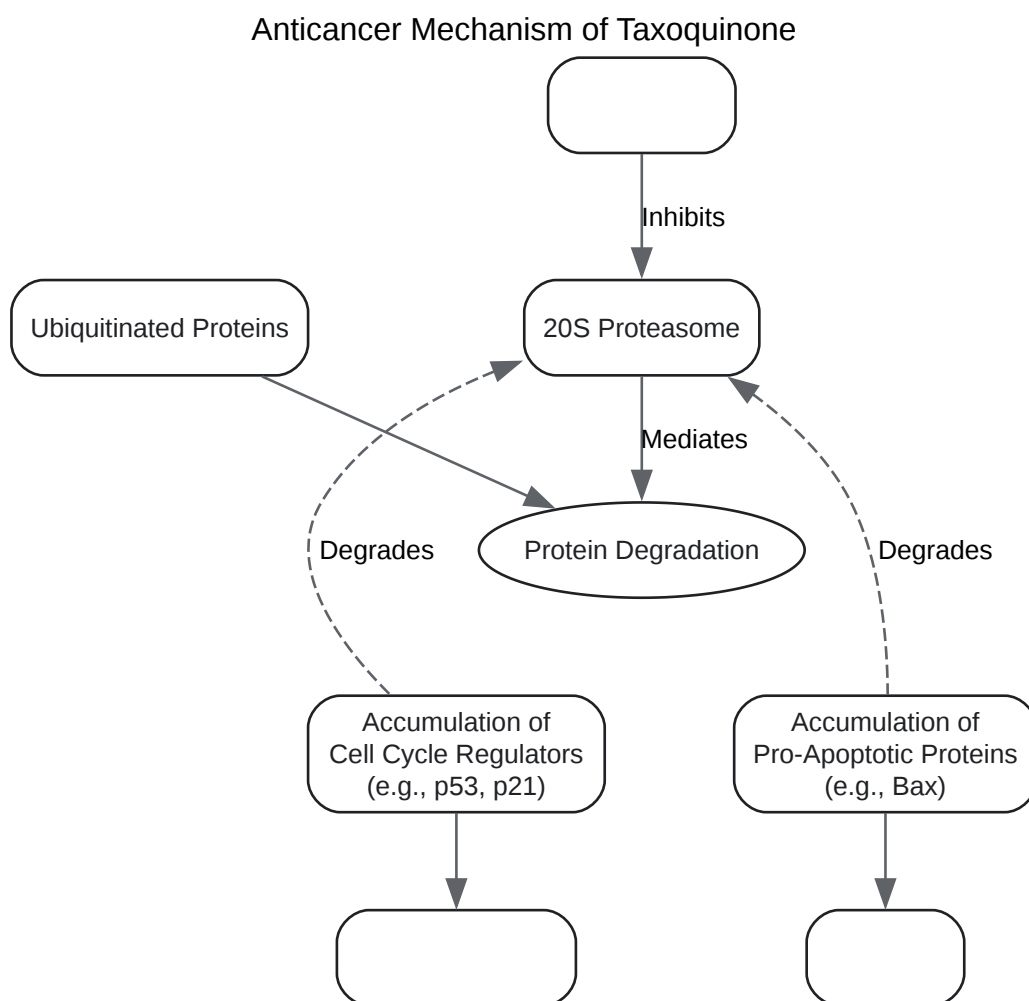 Anticancer Mechanism of Taxoquinone
Inhibits
Ubiquitinated Proteins
20S Proteasome
Mediates
Degrades
Protein Degradation
Degrades
Accumulation of
Cell Cycle Regulators
(e.g., p53, p21)
Accumulation of
Pro-Apoptotic Proteins
(e.g., Bax)